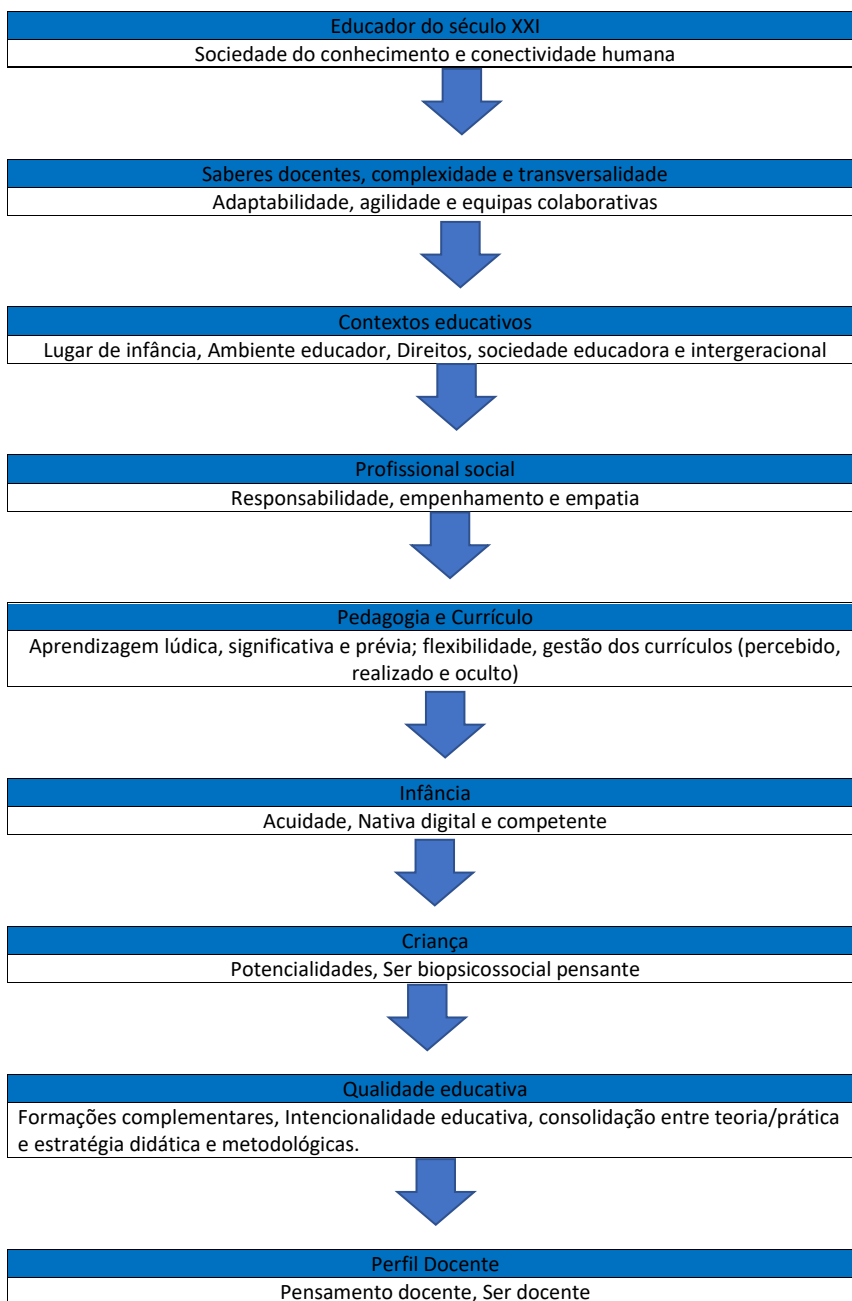 Educador do século XXI
Sociedade do conhecimento e conectividade humana
Saberes docentes, complexidade e transversalidade
Adaptabilidade, agilidade e equipas colaborativas
Contextos educativos
Lugar de infância, Ambiente educador, Direitos, sociedade educadora e intergeracional
Profissional social
Responsabilidade, empenhamento e empatia
Pedagogia e Currículo
Aprendizagem lúdica, significativa e prévia; flexibilidade, gestão dos currículos (percebido,
realizado e oculto)
Infância
Acuidade, Nativa digital e competente
Criança
Potencialidades, Ser biopsicossocial pensante
Qualidade educativa
Formações complementares, Intencionalidade educativa, consolidação entre teoria/prática
e estratégia didática e metodológicas.
Perfil Docente
Pensamento docente, Ser docente